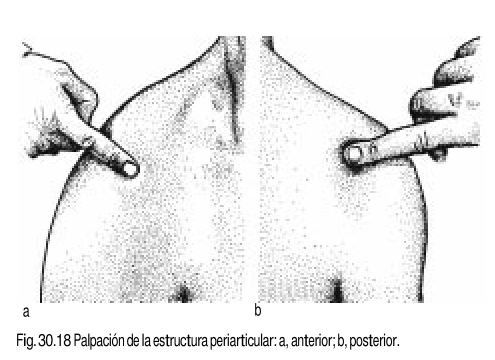 a
b
Fig. 30.18 Palpación de la estructura periarticular: a, anterior; b, posterior.